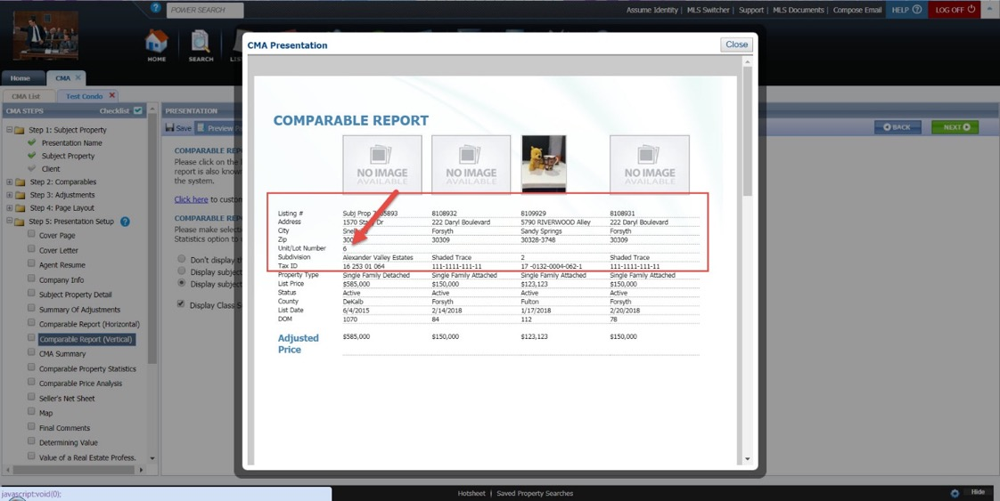 POWER SEARCH
Assume Identity | MLS Switcher | Support | MLS Documents | Compose Email
HELP ?
LOG OFF
HOME
SEARCH
Home
CMA
CMA List
Test Condo
CMA STEPS
Checklist
Step 1: Subject Property
Presentation Name
Subject Property
Client
Step 2: Comparables
Step 3: Adjustments
Step 4: Page Layout
Step 5: Presentation Setup ?
Cover Page
Cover Letter
Agent Resume
Company Info
Subject Property Detail
Summary Of Adjustments
Comparable Report (Horizontal)
Comparable Report (Vertical)
CMA Summary
Comparable Property Statistics
Comparable Price Analysis
Seller's Net Sheet
Map
Final Comments
Determining Value
Value of a Real Estate Profess.
PRESENTATION
Save
Preview
BACK
NEXT
Please click on the
report is also know
the system.
Click here to custom
Please make selectio
Statistics option to
Don't display th
Display subject
Display subject
Display Class S
CMA Presentation
Close
COMPARABLE REPORT
NO IMAGE AVAILABLE
NO IMAGE AVAILABLE
NO IMAGE AVAILABLE
Listing # Subj Prop 5893 8108932 8109929 8108931
Address 1570 Dr 222 Daryl Boulevard 5790 RIVERWOOD Alley 222 Daryl Boulevard
City Forsyth Sandy Springs Forsyth
Zip 30309 30328-3748 30309
Unit/Lot Number 6
Subdivision Alexander Valley Estates Shaded Trace 2 Shaded Trace
Tax ID 16 253 01 064 111-1111-111-11 17 -0132-0004-062-1 111-1111-111-11
Property Type Single Family Detached Single Family Attached Single Family Attached Single Family Attached
List Price $585,000 $150,000 $123,123 $150,000
Status Active Active Active Active
County DeKalb Forsyth Fulton Forsyth
List Date 6/4/2015 2/14/2018 1/17/2018 2/20/2018
DOM 1070 84 112 78
Adjusted Price $585,000 $150,000 $123,123 $150,000
javascript:void(0);
Hotsheet | Saved Property Searches
Hide